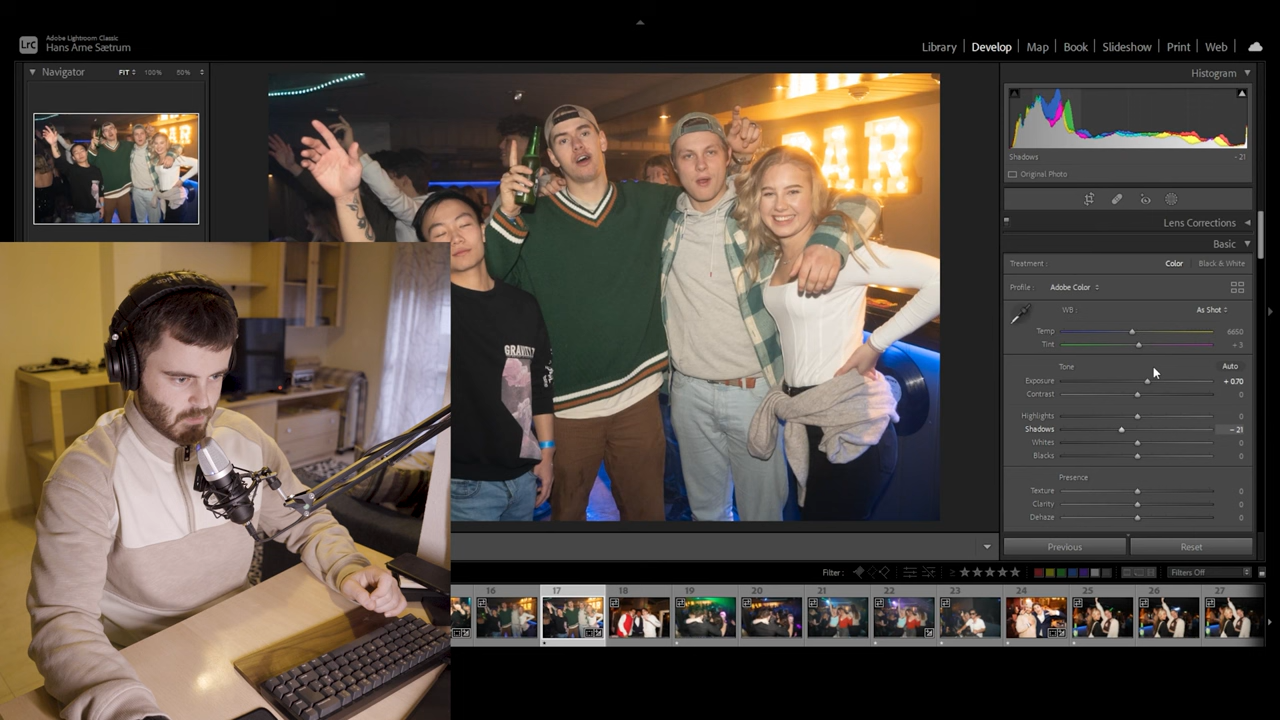 LrC
Adobe Lightroom Classic
Hans Arne Sætrum
Library | Develop | Map | Book | Slideshow | Print | Web
Navigator
FIT 100% 50%
Histogram
Shadows - 21
Original Photo
Lens Corrections
Basic
Treatment : Color Black & White
Profile : Adobe Color
WB : As Shot
Temp 6650
Tint + 3
Tone Auto
Exposure + 0.70
Contrast 0
Highlights 0
Shadows - 21
Whites 0
Blacks 0
Presence
Texture 0
Clarity 0
Dehaze 0
Previous Reset
BAR
BAR
GRAVITY
Filter : Filters Off
16 17 18 19 20 21 22 23 24 25 26 27